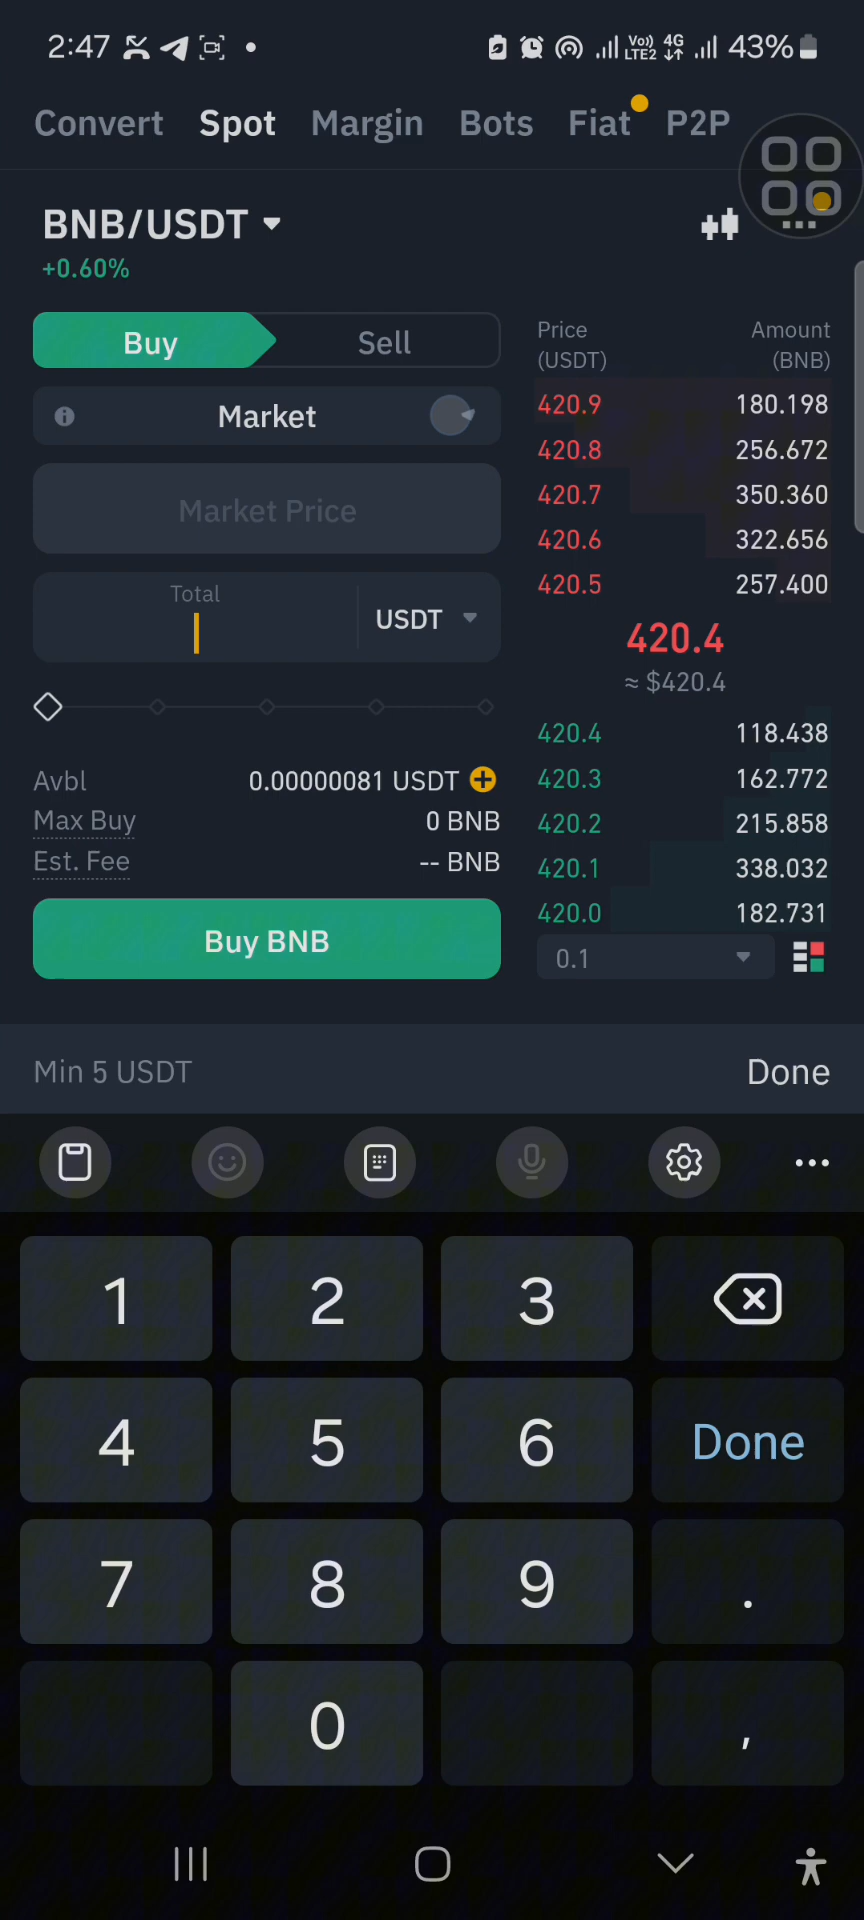 2:47 Vo)) LTE2 4G 43%
Convert Spot Margin Bots Fiat P2P
BNB/USDT
+0.60%
Buy Sell
Market
Market Price
Total
USDT
Avbl 0.00000081 USDT
Max Buy 0 BNB
Est. Fee -- BNB
Buy BNB
Price Amount
(USDT) (BNB)
420.9 180.198
420.8 256.672
420.7 350.360
420.6 322.656
420.5 257.400
420.4
≈ $420.4
420.4 118.438
420.3 162.772
420.2 215.858
420.1 338.032
420.0 182.731
0.1
Min 5 USDT Done
1 2 3
4 5 6 Done
7 8 9 .
0 ,